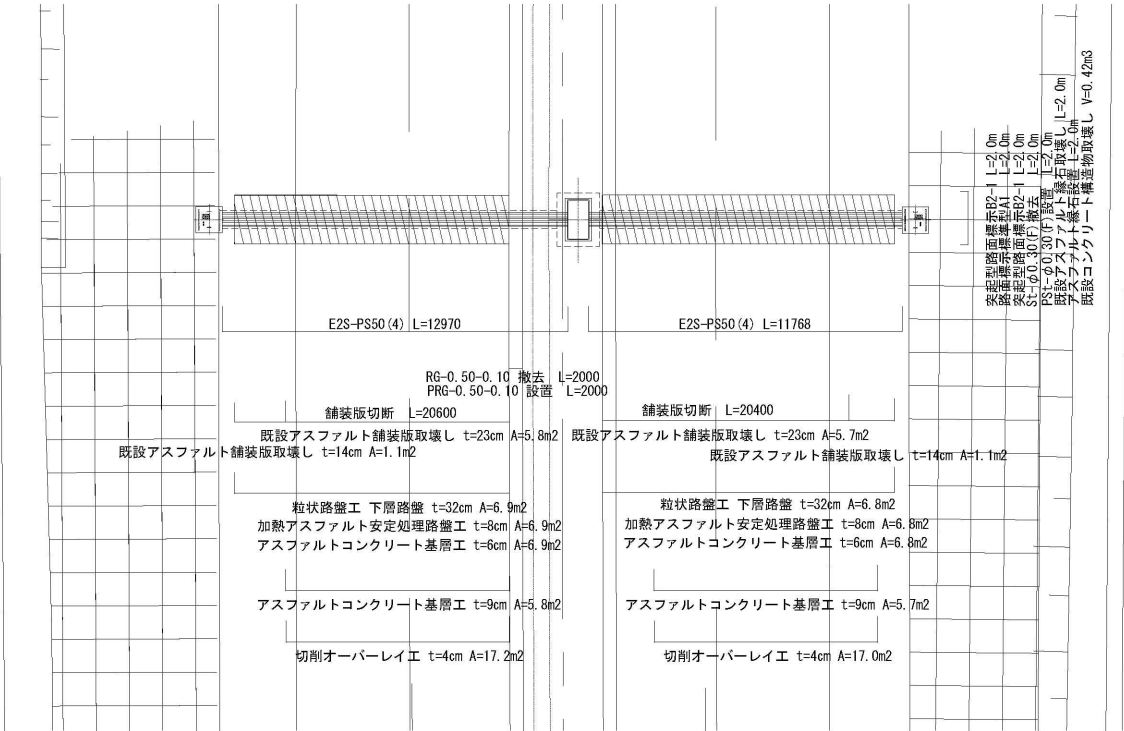 突起型路面標示B2-1 L=2.0m
路面標示標準型A1 L=2.0m
突起型路面標示B2-1 L=2.0m
St-φ0.30(F)撤去 L=2.0m
PSt-φ0.30(F)設置 L=2.0m
既設アスファルト縁石取壊し L=2.0m
アスファルト縁石設置 L=2.0m
既設コンクリート構造物取壊し V=0.42m3
E2S-PS50(4) L=12970
E2S-PS50(4) L=11768
RG-0.50-0.10 撤去 L=2000
PRG-0.50-0.10 設置 L=2000
舗装版切断 L=20600
舗装版切断 L=20400
既設アスファルト舗装版取壊し t=23cm A=5.8m2
既設アスファルト舗装版取壊し t=23cm A=5.7m2
既設アスファルト舗装版取壊し t=14cm A=1.1m2
既設アスファルト舗装版取壊し t=14cm A=1.1m2
粒状路盤工 下層路盤 t=32cm A=6.9m2
加熱アスファルト安定処理路盤工 t=8cm A=6.9m2
アスファルトコンクリート基層工 t=6cm A=6.9m2
粒状路盤工 下層路盤 t=32cm A=6.8m2
加熱アスファルト安定処理路盤工 t=8cm A=6.8m2
アスファルトコンクリート基層工 t=6cm A=6.8m2
アスファルトコンクリート基層工 t=9cm A=5.8m2
アスファルトコンクリート基層工 t=9cm A=5.7m2
切削オーバーレイ工 t=4cm A=17.2m2
切削オーバーレイ工 t=4cm A=17.0m2